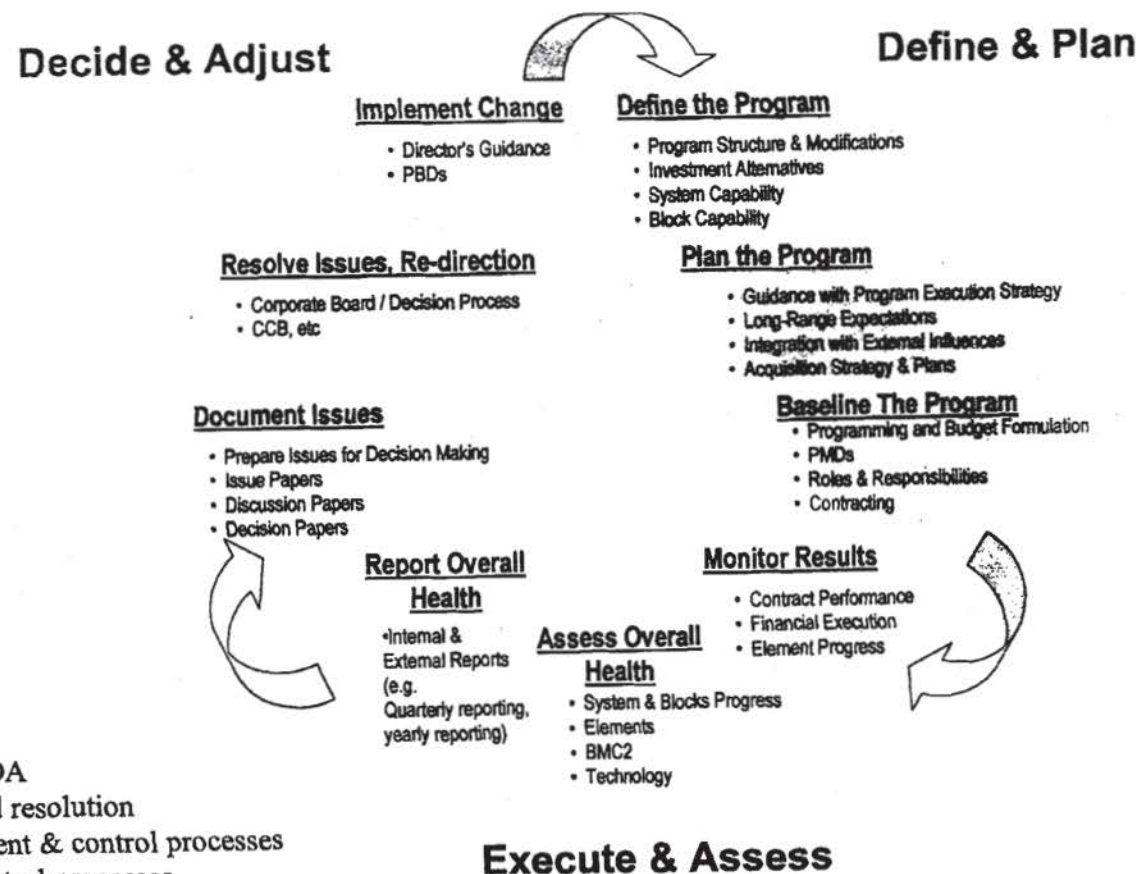 Decide & Adjust
Define & Plan
Implement Change
• Director's Guidance
• PBDs
Define the Program
• Program Structure & Modifications
• Investment Alternatives
• System Capability
• Block Capability
Resolve Issues, Re-direction
• Corporate Board / Decision Process
• CCB, etc
Plan the Program
• Guidance with Program Execution Strategy
• Long-Range Expectations
• Integration with External Influences
• Acquisition Strategy & Plans
Document Issues
• Prepare Issues for Decision Making
• Issue Papers
• Discussion Papers
• Decision Papers
Baseline The Program
• Programming and Budget Formulation
• PMDs
• Roles & Responsibilities
• Contracting
Report Overall
Health
•Internal &
External Reports
(e.g.
Quarterly reporting,
yearly reporting)
Assess Overall
Health
• System & Blocks Progress
• Elements
• BMC2
• Technology
Monitor Results
• Contract Performance
• Financial Execution
• Element Progress
resolution
& control processes
Execute & Assess